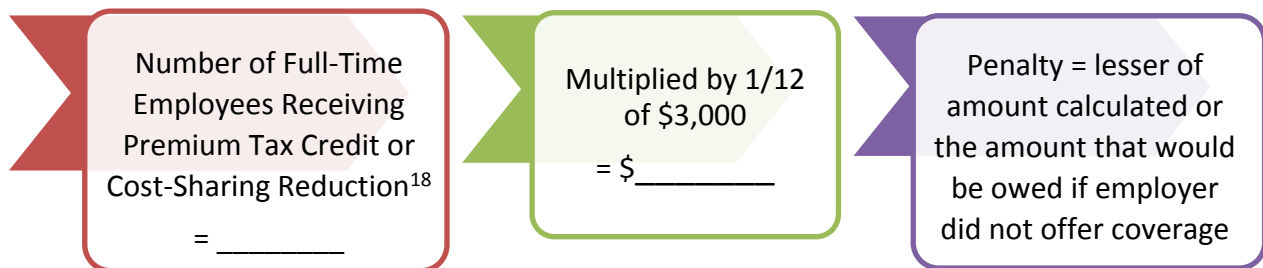 Number of Full-Time
Employees Receiving
Premium Tax Credit or
Cost-Sharing Reduction18
= ________
Multiplied by 1/12
of $3,000
= $_______
Penalty = lesser of
amount calculated or
the amount that would
be owed if employer
did not offer coverage